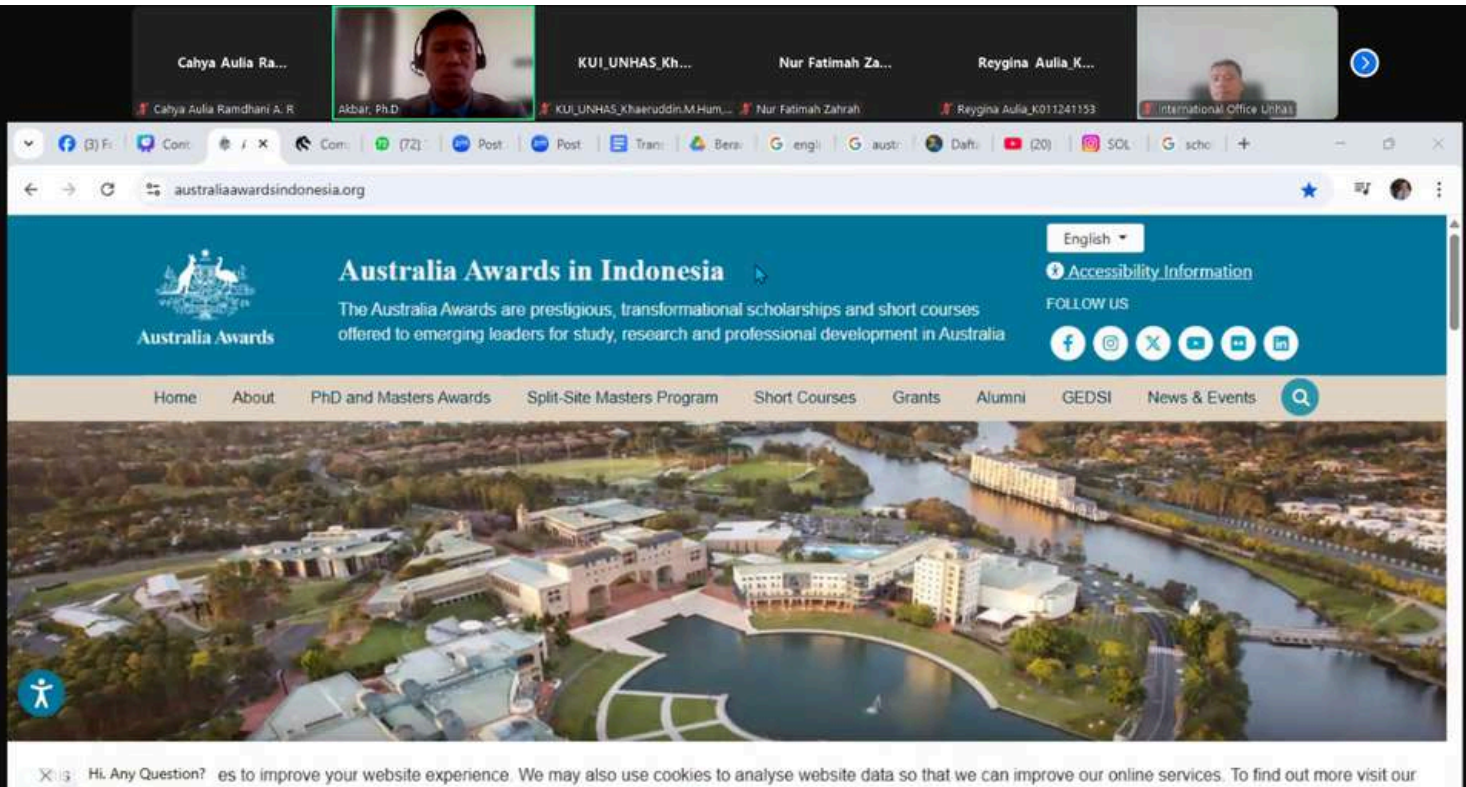 Cahya Aulia Ra...
KUI_UNHAS_Kh...
Nur Fatimah Za...
Reygina Aulia_K...
Cahya Aulia Ramdhani A. R
Akbar, Ph.D
KUI_UNHAS_Khaeruddin.M.Hum,...
Nur Fatimah Zahrah
Reygina Aulia_K011241153
International Office Unhas
(3) F
Cont
Com
(72)
Post
Post
Tran
Bera
engli
austr
Daft
(20)
SOL
scho
australiaawardsindonesia.org
English
Accessibility Information
FOLLOW US
Australia Awards
Australia Awards in Indonesia
The Australia Awards are prestigious, transformational scholarships and short courses
offered to emerging leaders for study, research and professional development in Australia
Home About PhD and Masters Awards Split-Site Masters Program Short Courses Grants Alumni GEDSI News & Events
Hi. Any Question? es to improve your website experience. We may also use cookies to analyse website data so that we can improve our online services. To find out more visit our